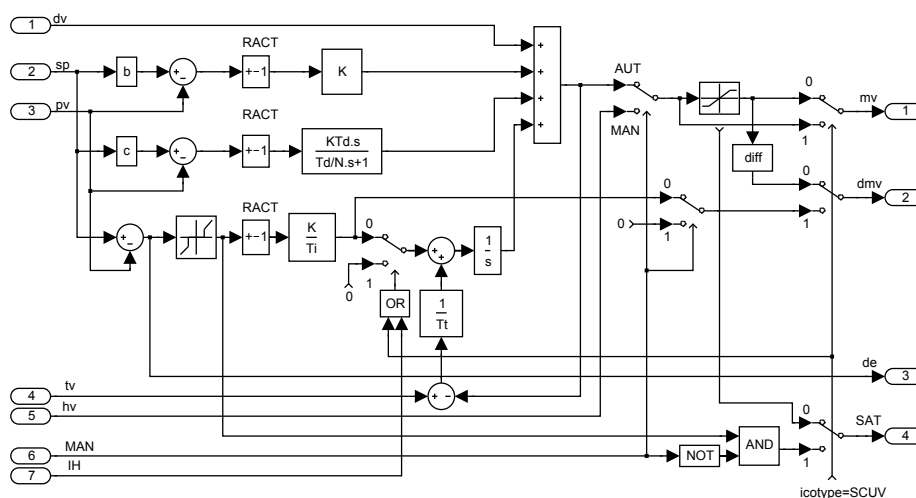 1 dv
RACT
AUT
0
2 sp
b
+ −
+−1
K
+
+
+
+
mv
1
3 pv
MAN
1
RACT
c
+ −
+−1
KTd.s
Td/N.s+1
diff
0
dmv
2
0
0
1
1
RACT
+ −
+−1
K
Ti
0
+
+
1
s
0
1
OR
1
Tt
de
3
4 tv
+ −
5 hv
0
SAT
4
6 MAN
NOT
AND
1
7 IH
icotype=SCUV